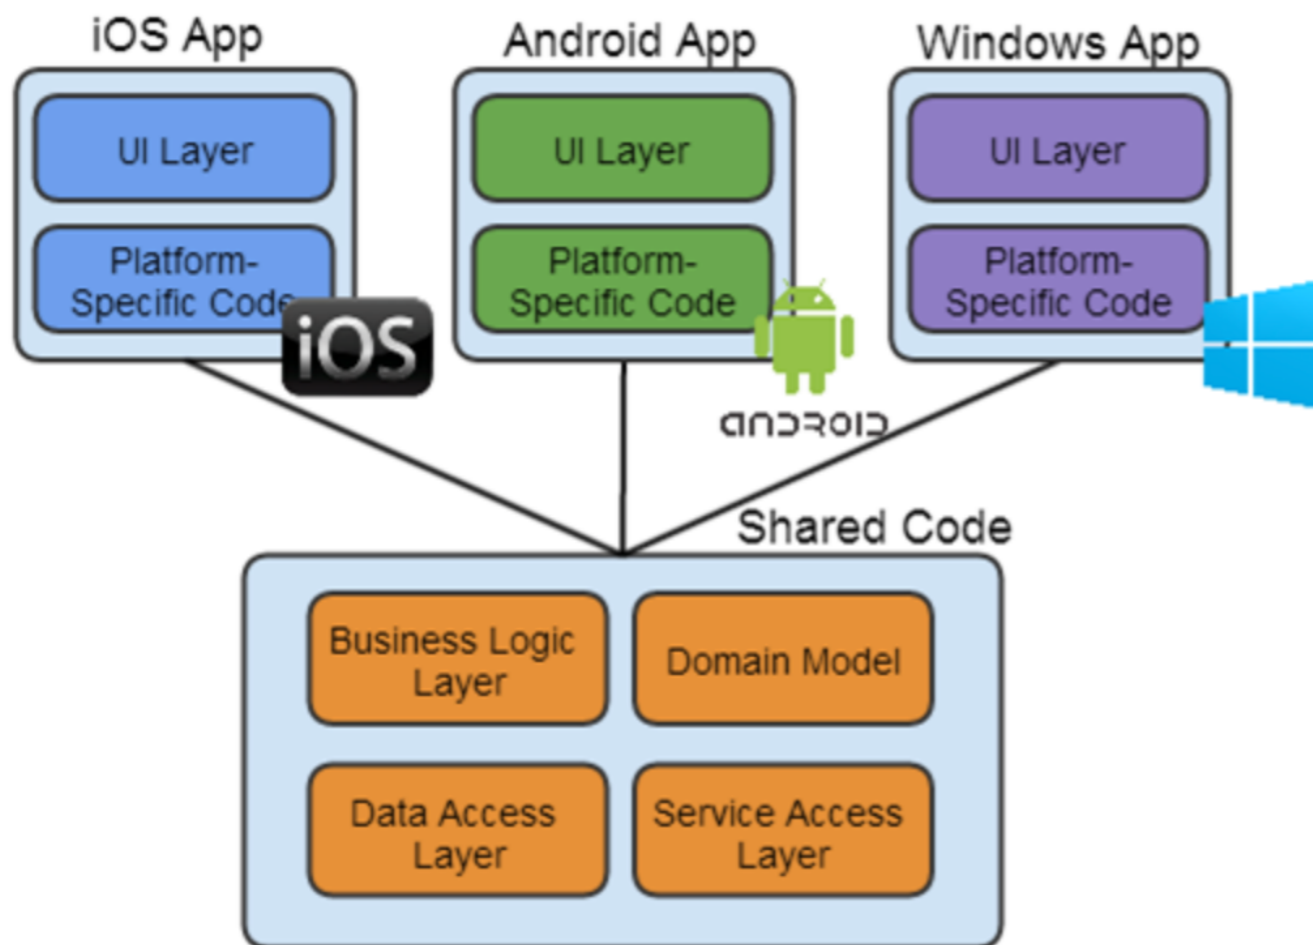 iOS App
Android App
Windows App
UI Layer
UI Layer
UI Layer
Platform-
Specific Code
Platform-
Specific Code
Platform-
Specific Code
iOS
ANDROID
Shared Code
Business Logic
Layer
Domain Model
Data Access
Layer
Service Access
Layer